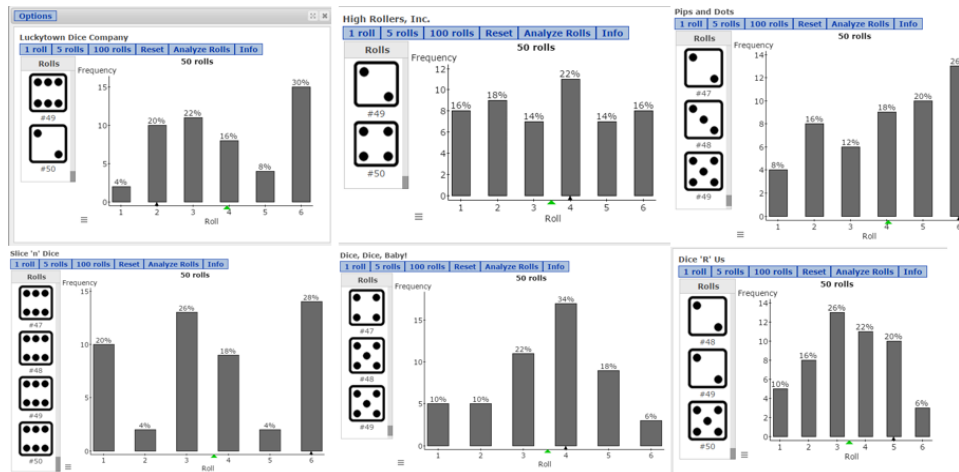 Options
Luckytown Dice Company
1 roll 5 rolls 100 rolls Reset Analyze Rolls Info
Rolls
50 rolls
Frequency
#49
#50
15
10
5
0
4%
20%
22%
16%
8%
30%
1 2 3 4 5 6
Roll
High Rollers, Inc.
1 roll 5 rolls 100 rolls Reset Analyze Rolls Info
Rolls
50 rolls
Frequency
#49
#50
12
10
8
6
4
2
0
16%
18%
14%
22%
14%
16%
1 2 3 4 5 6
Roll
Pips and Dots
1 roll 5 rolls 100 rolls Reset Analyze Rolls Info
Rolls
50 rolls
Frequency
#47
#48
#49
12
10
8
6
4
2
0
8%
16%
12%
18%
20%
1 2 3 4 5 6
Roll
Slice 'n' Dice
1 roll 5 rolls 100 rolls Reset Analyze Rolls Info
Rolls
50 rolls
Frequency
#47
#48
#49
#50
15
10
5
0
20%
4%
26%
18%
4%
28%
1 2 3 4 5 6
Roll
Dice, Dice, Baby!
1 roll 5 rolls 100 rolls Reset Analyze Rolls Info
Rolls
50 rolls
Frequency
#47
#48
#49
15
10
5
0
10%
10%
22%
34%
18%
6%
1 2 3 4 5 6
Roll
Dice 'R' Us
1 roll 5 rolls 100 rolls Reset Analyze Rolls Info
Rolls
50 rolls
Frequency
#48
#49
#50
14
12
10
8
6
4
2
0
10%
16%
26%
22%
20%
6%
1 2 3 4 5 6
Roll